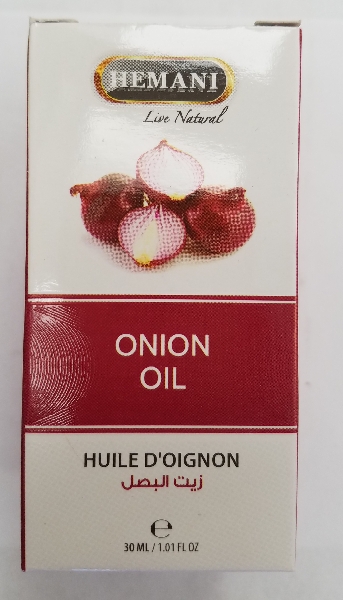 HEMANI
Live Natural
ONION
OIL
HUILE D'OIGNON
زيت البصل
℮
30 ML / 1.01 FL OZ